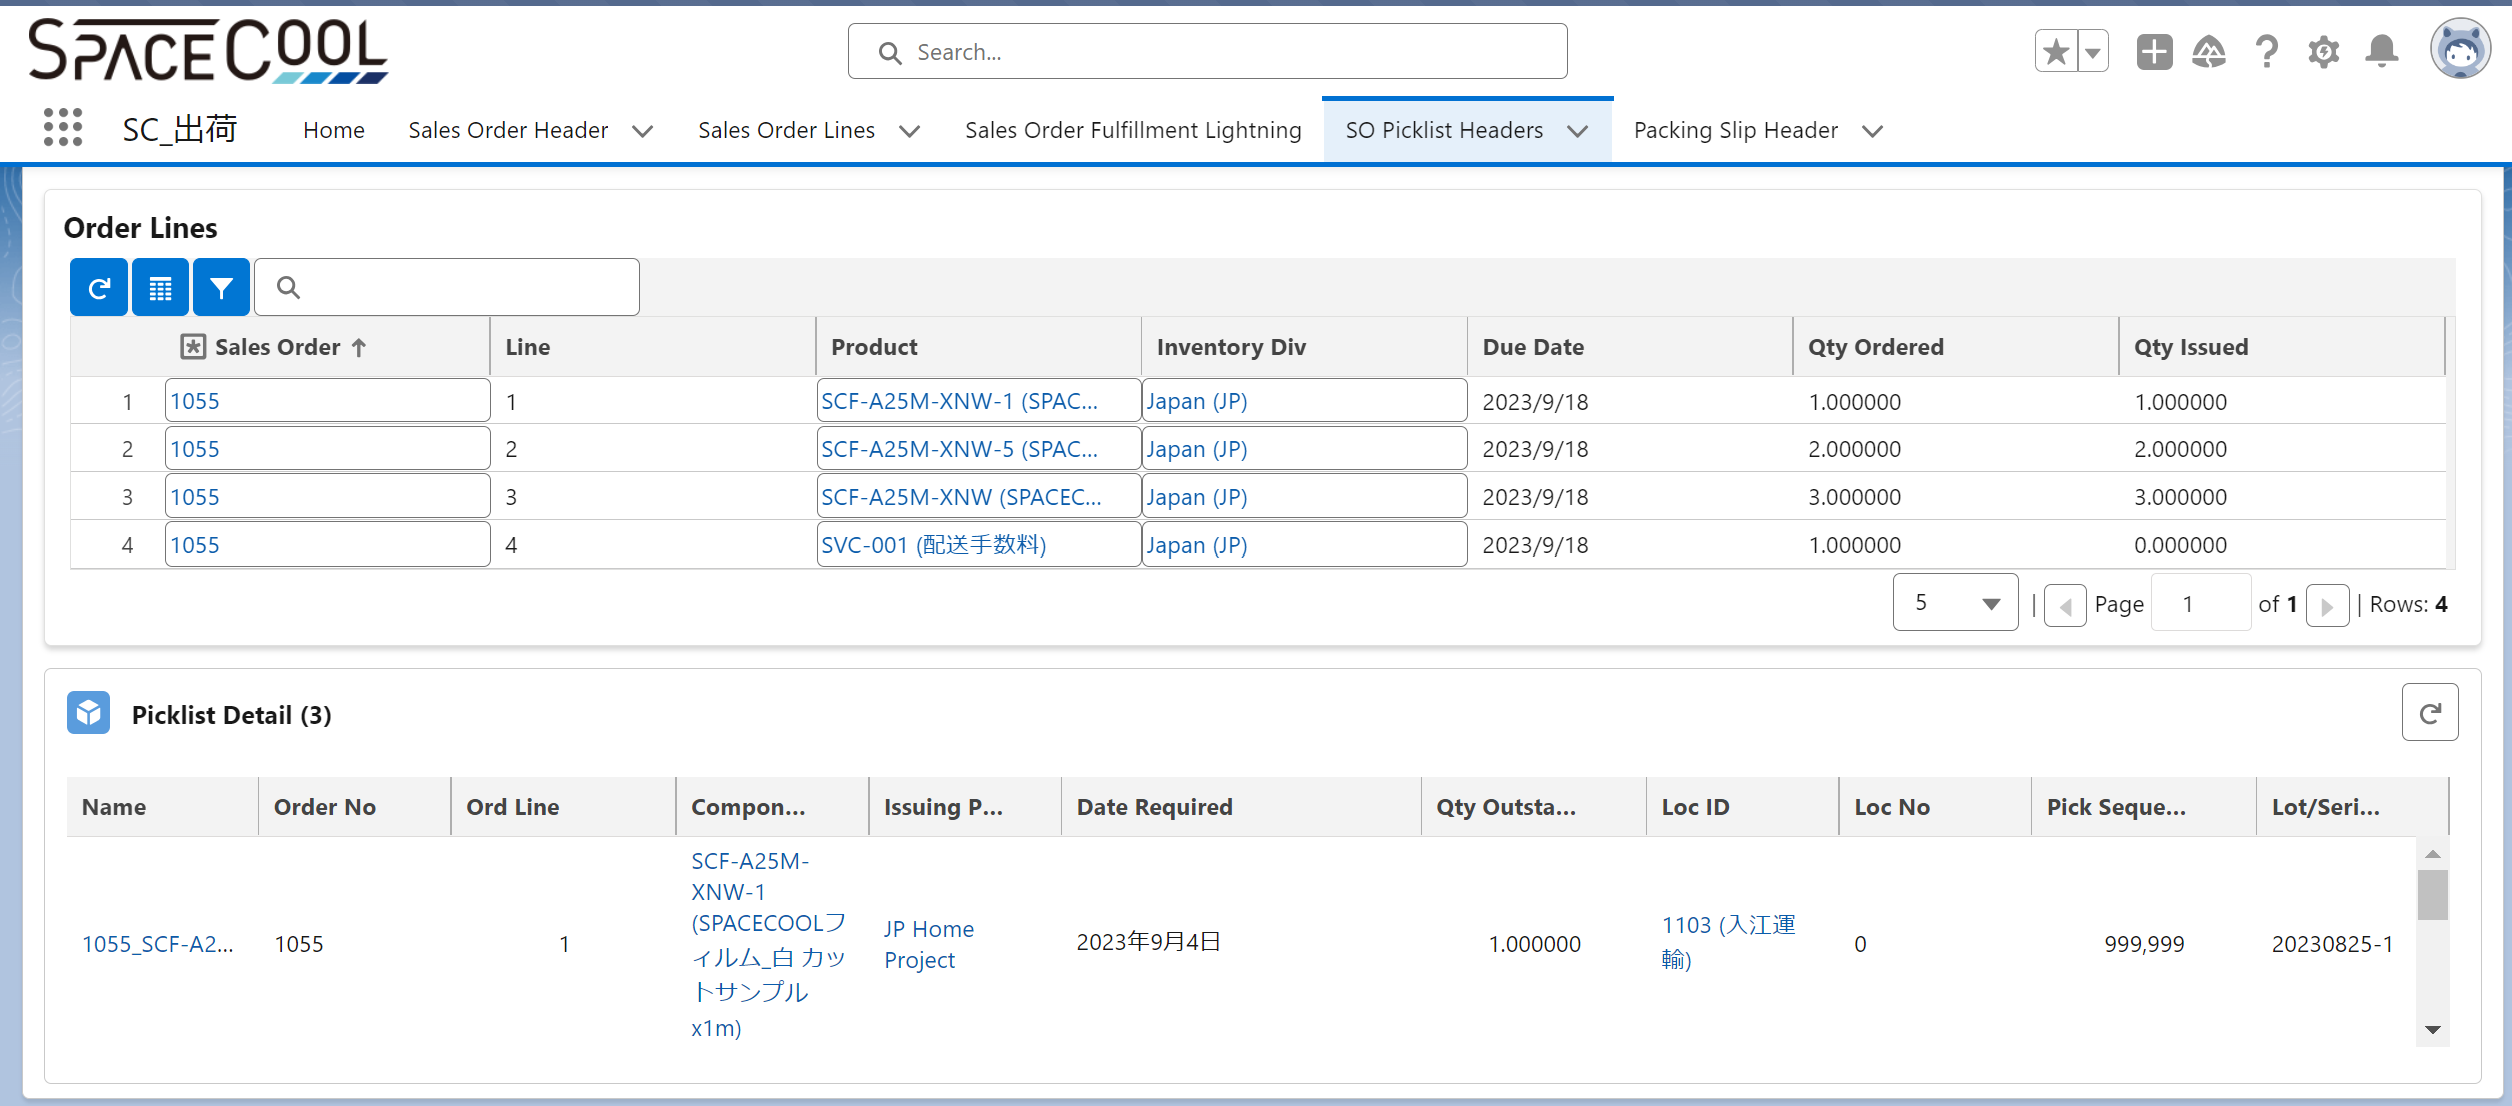 SPACECOOL
Search...
SC_出荷
Home
Sales Order Header
Sales Order Lines
Sales Order Fulfillment Lightning
SO Picklist Headers
Packing Slip Header
Order Lines
Sales Order Line Product Inventory Div Due Date Qty Ordered Qty Issued
1 1055 1 SCF-A25M-XNW-1 (SPAC... Japan (JP) 2023/9/18 1.000000 1.000000
2 1055 2 SCF-A25M-XNW-5 (SPAC... Japan (JP) 2023/9/18 2.000000 2.000000
3 1055 3 SCF-A25M-XNW (SPACEC... Japan (JP) 2023/9/18 3.000000 3.000000
4 1055 4 SVC-001 (配送手数料) Japan (JP) 2023/9/18 1.000000 0.000000
5 | Page 1 of 1 | Rows: 4
Picklist Detail (3)
Name Order No Ord Line Compon... Issuing P... Date Required Qty Outsta... Loc ID Loc No Pick Seque... Lot/Seri...
1055_SCF-A2...
1055
1
SCF-A25M-
XNW-1
(SPACECOOLフ
ィルム_白 カッ
トサンプル
x1m)
JP Home
Project
2023年9月4日
1.000000
1103 (入江運
輸)
0
999,999
20230825-1